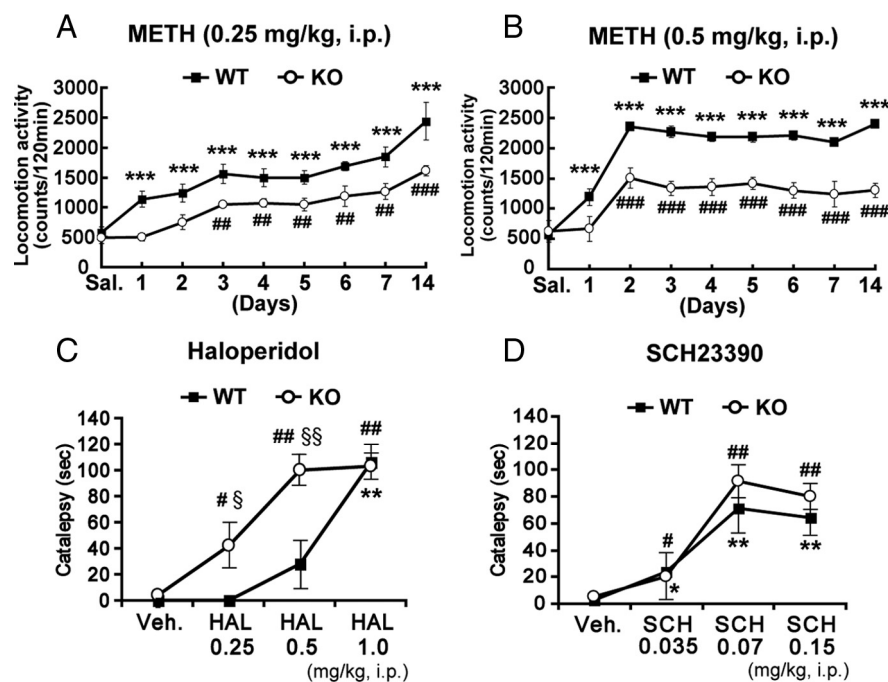 A
METH (0.25 mg/kg, i.p.)
WT KO
Locomotion activity
(counts/120min)
3000
2500
2000
1500
1000
500
0
***
*** *** *** *** *** *** ***
## ## ## ## ## ###
Sal. 1 2 3 4 5 6 7 14
(Days)
B
METH (0.5 mg/kg, i.p.)
WT KO
Locomotion activity
(counts/120min)
3000
2500
2000
1500
1000
500
0
*** *** *** *** *** *** *** ***
### ### ### ### ### ### ###
Sal. 1 2 3 4 5 6 7 14
(Days)
C
Haloperidol
WT KO
Catalepsy (sec)
140
120
100
80
60
40
20
0
# §
## §§
##
**
Veh. HAL HAL HAL
0.25 0.5 1.0
(mg/kg, i.p.)
D
SCH23390
WT KO
Catalepsy (sec)
140
120
100
80
60
40
20
0
#
*
##
**
##
**
Veh. SCH SCH SCH
0.035 0.07 0.15
(mg/kg, i.p.)